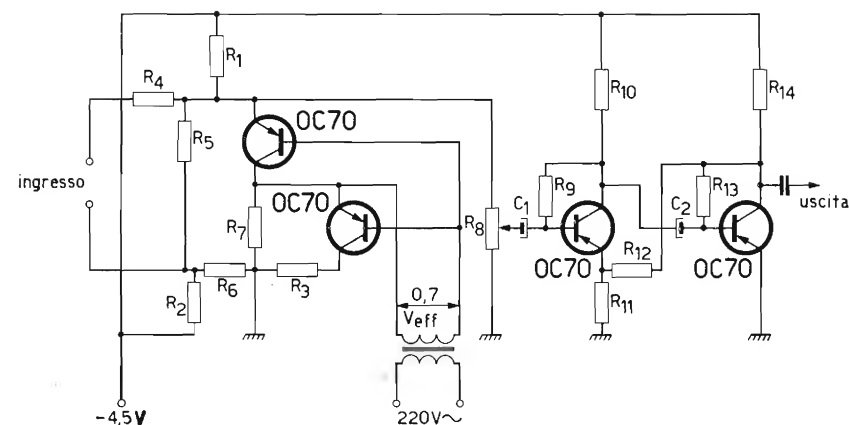 R1
R10
R14
R4
OC70
R5
ingresso
OC70
R9
C1
C2
R13
uscita
R7
R8
OC70
R12
OC70
R6
R3
R2
0,7
Veff
R11
-4,5V
220V~